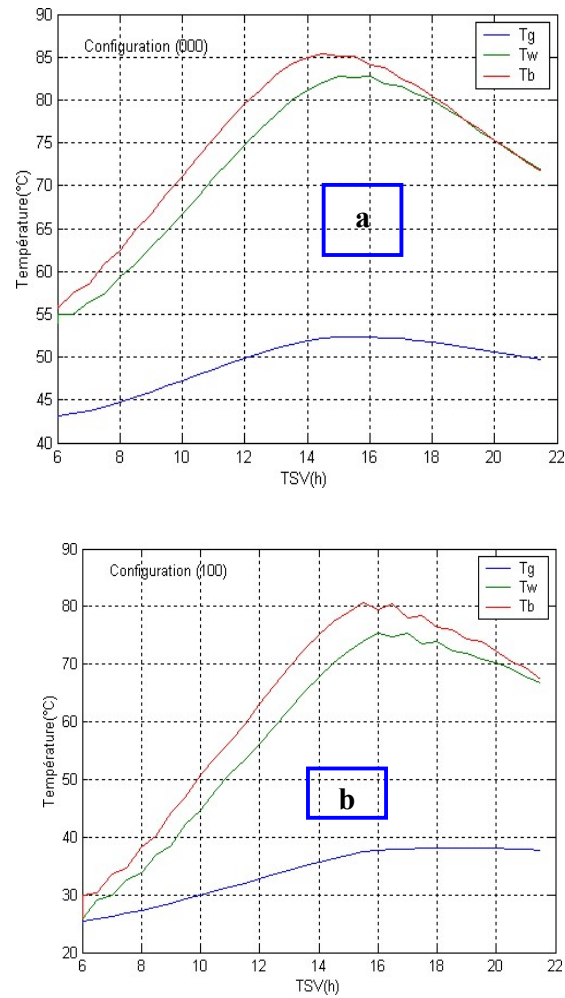 90
Configuration (000)
Tg
Tw
Tb
85
80
75
70
65
60
55
50
45
40
Température(°C)
a
6 8 10 12 14 16 18 20 22
TSV(h)
90
Configuration (100)
Tg
Tw
Tb
80
70
60
50
40
30
20
Température(°C)
b
6 8 10 12 14 16 18 20 22
TSV(h)